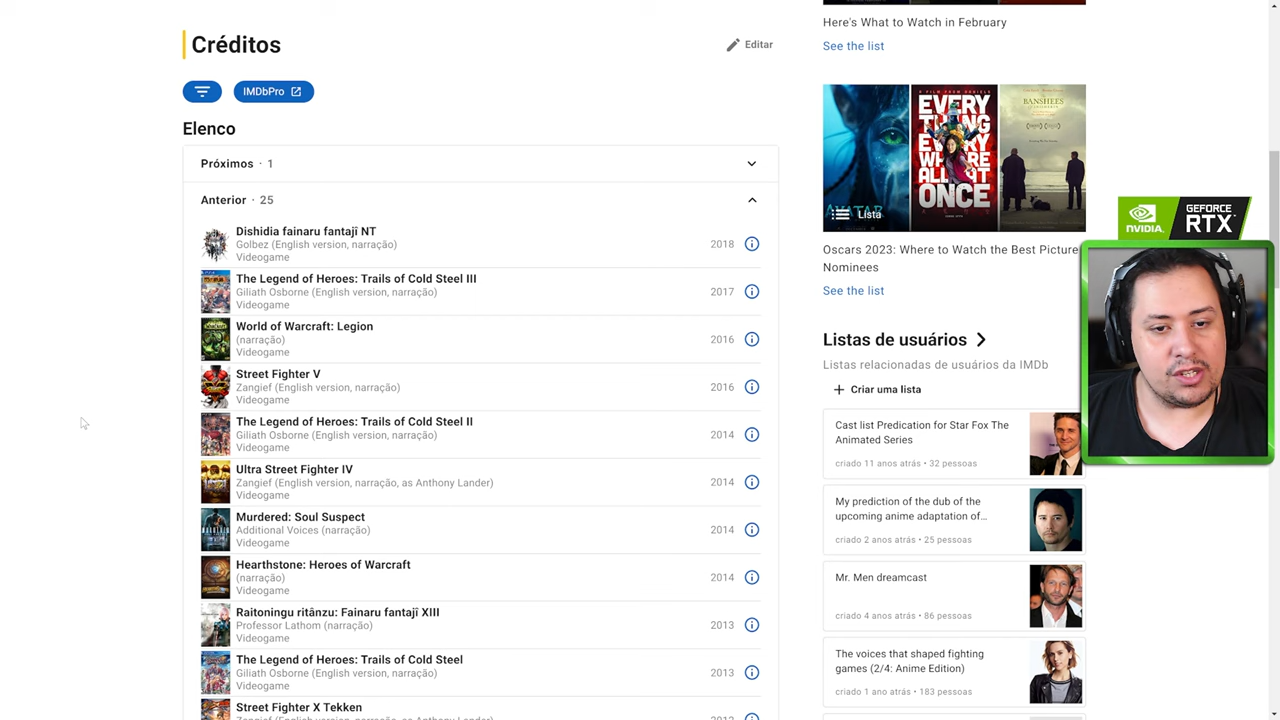 Créditos
Editar
IMDbPro
Elenco
Próximos · 1
Anterior · 25
Dishidia fainaru fantajî NT
Golbez (English version, narração)
Videogame
2018
The Legend of Heroes: Trails of Cold Steel III
Giliath Osborne (English version, narração)
Videogame
2017
World of Warcraft: Legion
(narração)
Videogame
2016
Street Fighter V
Zangief (English version, narração)
Videogame
2016
The Legend of Heroes: Trails of Cold Steel II
Giliath Osborne (English version, narração)
Videogame
2014
Ultra Street Fighter IV
Zangief (English version, narração, as Anthony Lander)
Videogame
2014
Murdered: Soul Suspect
Additional Voices (narração)
Videogame
2014
Hearthstone: Heroes of Warcraft
(narração)
Videogame
2014
Raitoningu ritânzu: Fainaru fantajî XIII
Professor Lathom (narração)
Videogame
2013
The Legend of Heroes: Trails of Cold Steel
Giliath Osborne (English version, narração)
Videogame
2013
Street Fighter X Tekken
Here's What to Watch in February
See the list
AVATAR
EVERY
THING
EVERY
WHERE
ALL AT
ONCE
THE
BANSHEES
Lista
Oscars 2023: Where to Watch the Best Picture
Nominees
See the list
Listas de usuários
Listas relacionadas de usuários da IMDb
Criar uma lista
Cast list Predication for Star Fox The
Animated Series
criado 11 anos atrás • 32 pessoas
My prediction of the dub of the
upcoming anime adaptation of...
criado 2 anos atrás • 25 pessoas
Mr. Men dreamcast
criado 4 anos atrás • 86 pessoas
The voices that shaped fighting
games (2/4: Anime Edition)
criado 1 ano atrás • 183 pessoas
NVIDIA.
GEFORCE
RTX